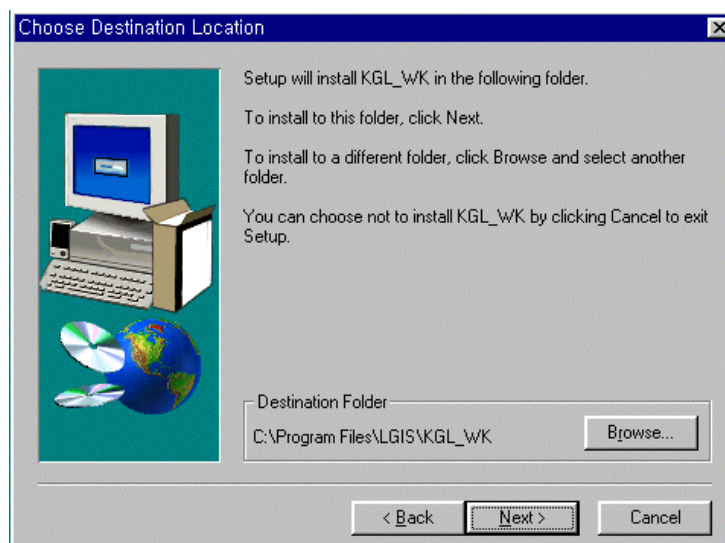 Choose Destination Location
Setup will install KGL_WK in the following folder.
To install to this folder, click Next.
To install to a different folder, click Browse and select another
folder.
You can choose not to install KGL_WK by clicking Cancel to exit
Setup.
Destination Folder
C:\Program Files\LGIS\KGL_WK
Browse...
< Back
Next >
Cancel